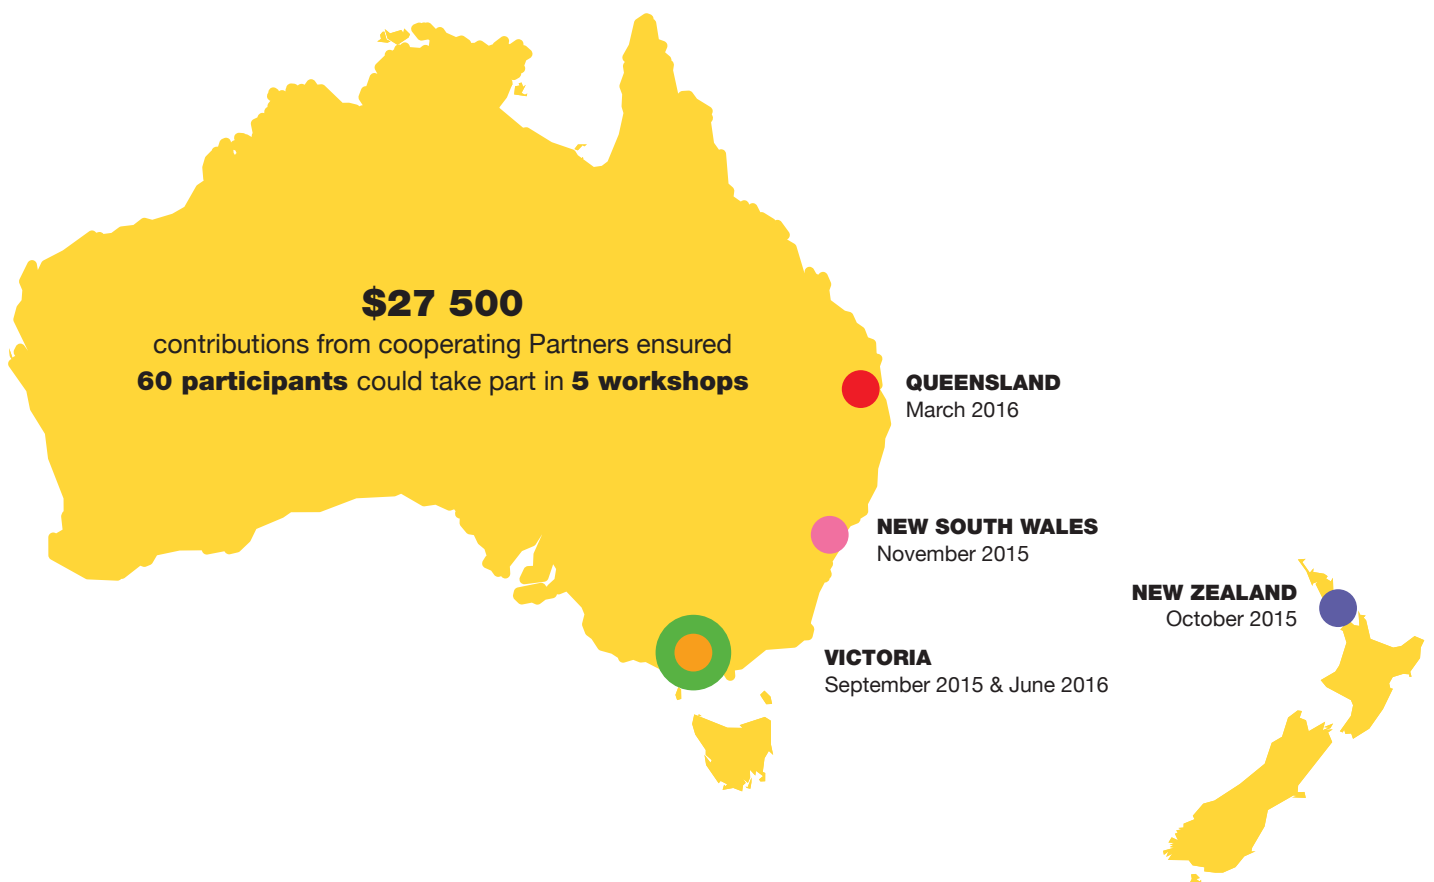 $27 500
contributions from cooperating Partners ensured
60 participants could take part in 5 workshops
QUEENSLAND
March 2016
NEW SOUTH WALES
November 2015
NEW ZEALAND
October 2015
VICTORIA
September 2015 & June 2016